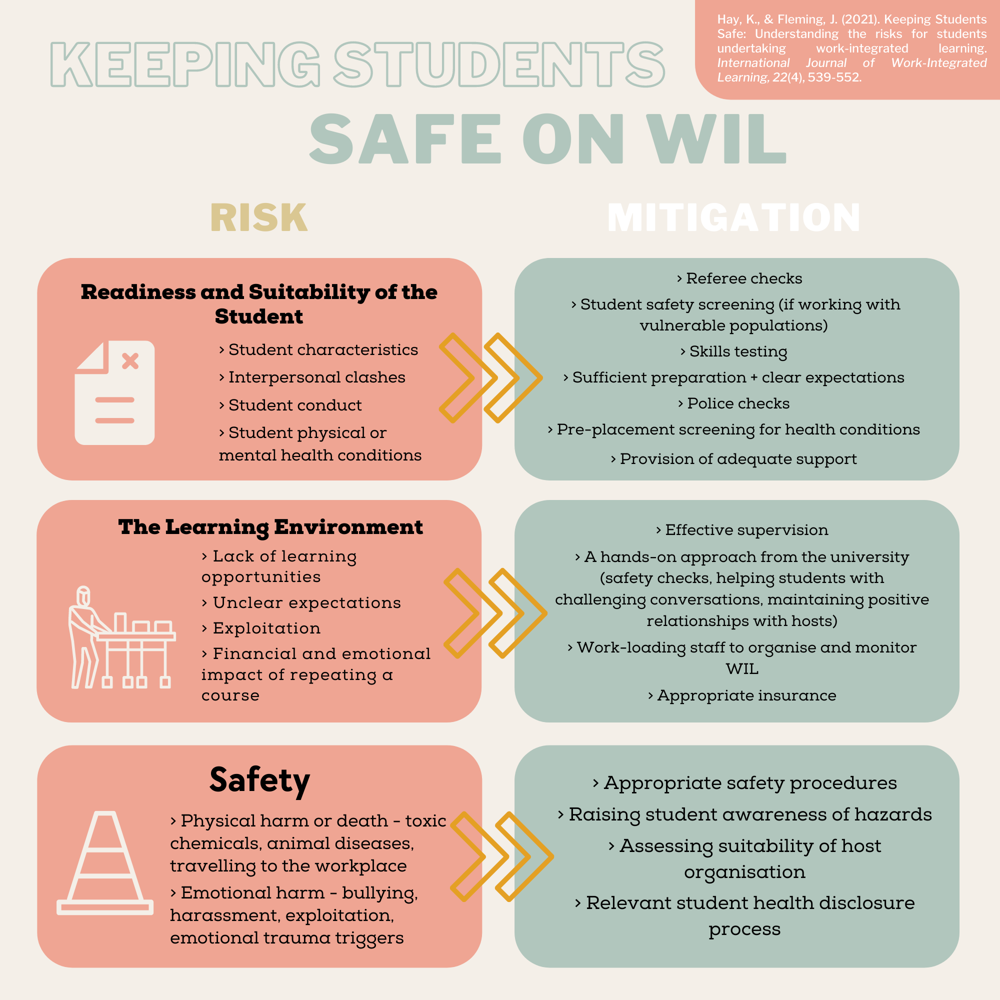 Hay, K., & Fleming, J. (2021). Keeping Students
Safe: Understanding the risks for students
undertaking work-integrated learning.
International Journal of Work-Integrated
Learning, 22(4), 539-552.
KEEPING STUDENTS
SAFE ON WIL
RISK
MITIGATION
Readiness and Suitability of the
Student
> Student characteristics
> Interpersonal clashes
> Student conduct
> Student physical or
mental health conditions
> Referee checks
> Student safety screening (if working with
vulnerable populations)
> Skills testing
> Sufficient preparation + clear expectations
> Police checks
> Pre-placement screening for health conditions
> Provision of adequate support
The Learning Environment
> Lack of learning
opportunities
> Unclear expectations
> Exploitation
> Financial and emotional
impact of repeating a
course
> Effective supervision
> A hands-on approach from the university
(safety checks, helping students with
challenging conversations, maintaining positive
relationships with hosts)
> Work-loading staff to organise and monitor
WIL
> Appropriate insurance
Safety
> Physical harm or death - toxic
chemicals, animal diseases,
travelling to the workplace
> Emotional harm - bullying,
harassment, exploitation,
emotional trauma triggers
> Appropriate safety procedures
> Raising student awareness of hazards
> Assessing suitability of host
organisation
> Relevant student health disclosure
process